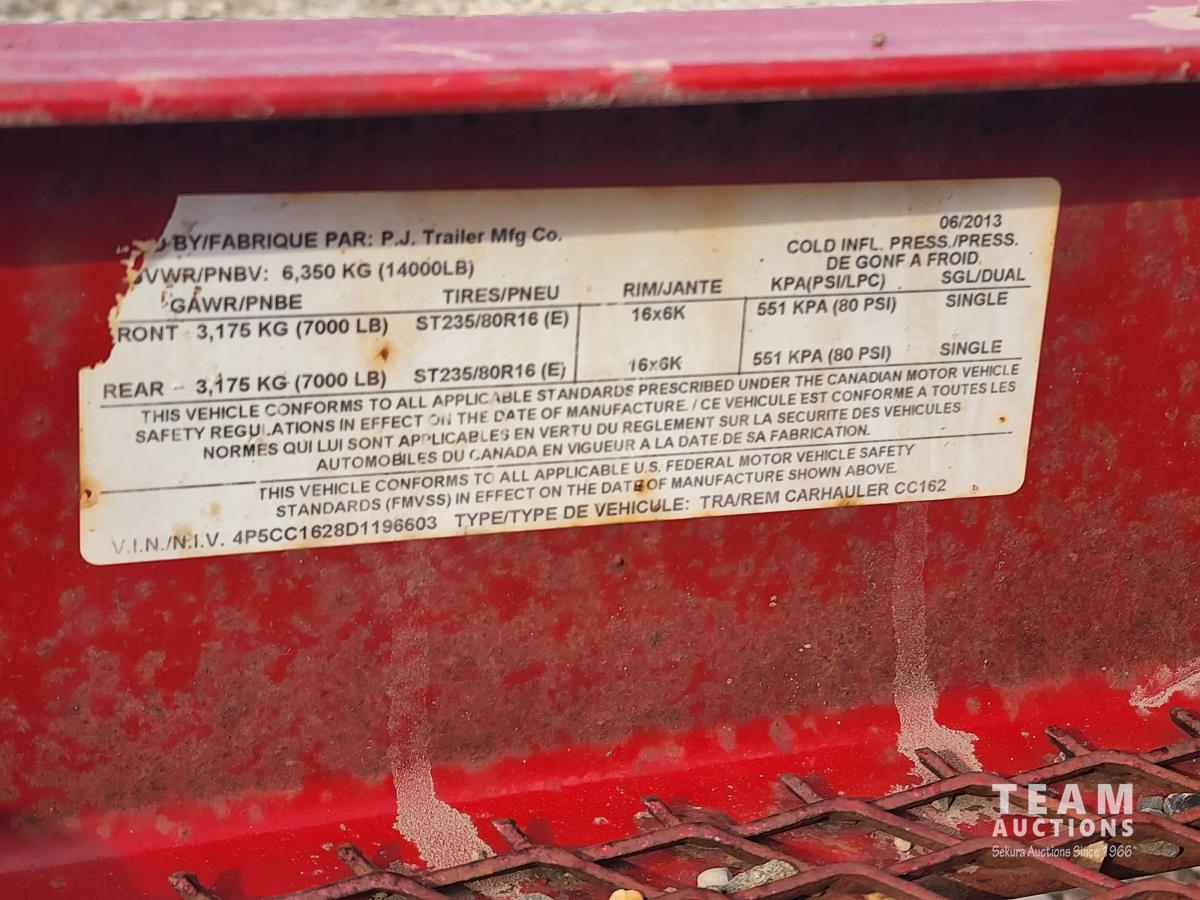 BY/FABRIQUE PAR: P.J. Trailer Mfg Co. 06/2013
COLD INFL. PRESS./PRESS.
DE GONF A FROID
VWR/PNBV: 6,350 KG (14000LB)
GAWR/PNBE TIRES/PNEU RIM/JANTE KPA(PSI/LPC) SGL/DUAL
RONT 3,175 KG (7000 LB) ST235/80R16 (E) 16x6K 551 KPA (80 PSI) SINGLE
REAR - 3,175 KG (7000 LB) ST235/80R16 (E) 16x6K 551 KPA (80 PSI) SINGLE
THIS VEHICLE CONFORMS TO ALL APPLICABLE STANDARDS PRESCRIBED UNDER THE CANADIAN MOTOR VEHICLE
SAFETY REGULATIONS IN EFFECT ON THE DATE OF MANUFACTURE. / CE VEHICULE EST CONFORME A TOUTES LES
NORMES QUI LUI SONT APPLICABLES EN VERTU DU REGLEMENT SUR LA SECURITE DES VEHICULES
AUTOMOBILES DU CANADA EN VIGUEUR A LA DATE DE SA FABRICATION.
THIS VEHICLE CONFORMS TO ALL APPLICABLE U.S. FEDERAL MOTOR VEHICLE SAFETY
STANDARDS (FMVSS) IN EFFECT ON THE DATE OF MANUFACTURE SHOWN ABOVE.
V.I.N./N.I.V. 4P5CC1628D1196603 TYPE/TYPE DE VEHICULE: TRA/REM CARHAULER CC162
TEAM
AUCTIONS
Sekura Auctions Since 1966